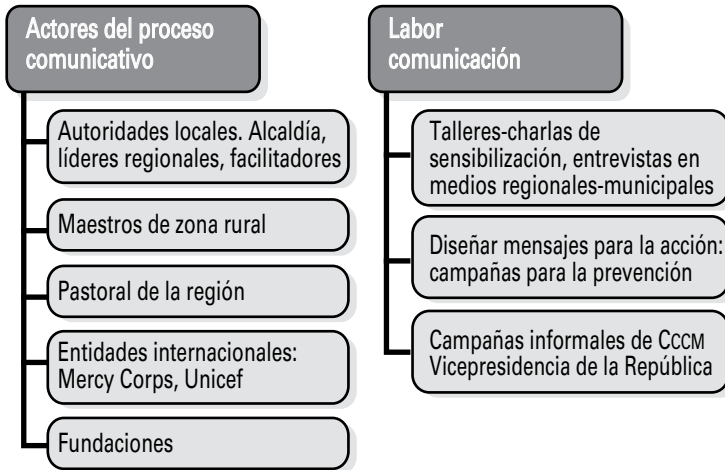 Actores del proceso
comunicativo
Autoridades locales. Alcaldía,
líderes regionales, facilitadores
Maestros de zona rural
Pastoral de la región
Entidades internacionales:
Mercy Corps, Unicef
Fundaciones
Labor
comunicación
Talleres-charlas de
sensibilización, entrevistas en
medios regionales-municipales
Diseñar mensajes para la acción:
campañas para la prevención
Campañas informales de CCCM
Vicepresidencia de la República